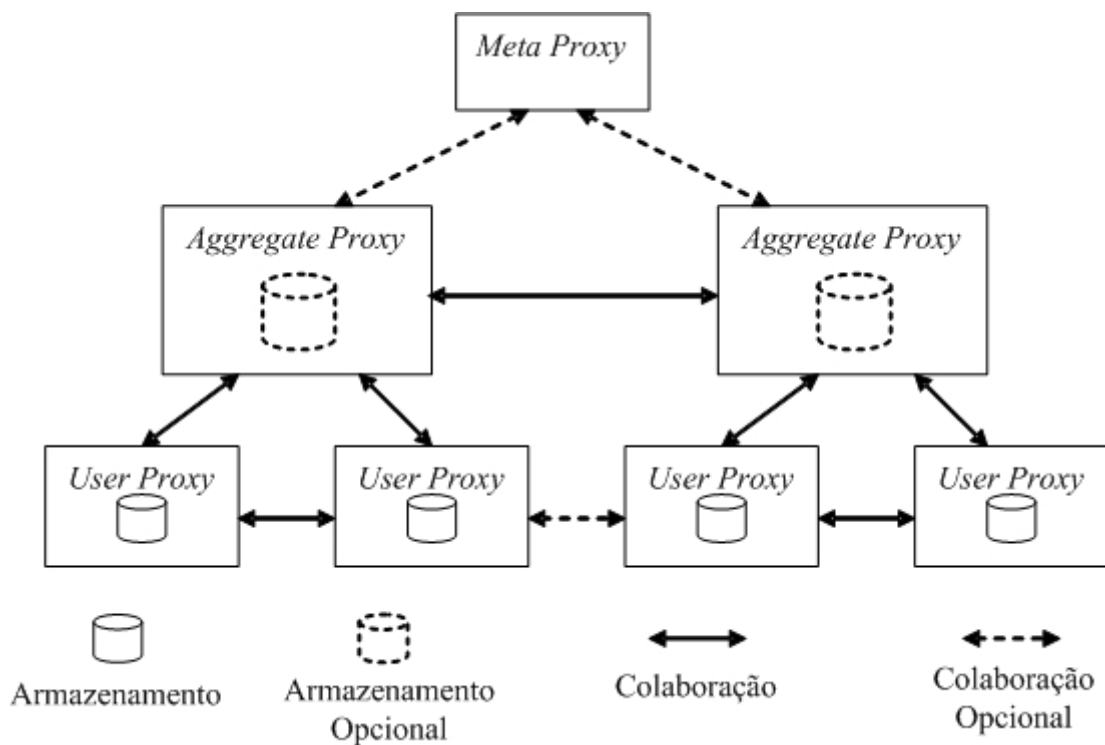 Meta Proxy
Aggregate Proxy
Aggregate Proxy
User Proxy
User Proxy
User Proxy
User Proxy
Armazenamento
Armazenamento
Opcional
Colaboração
Colaboração
Opcional